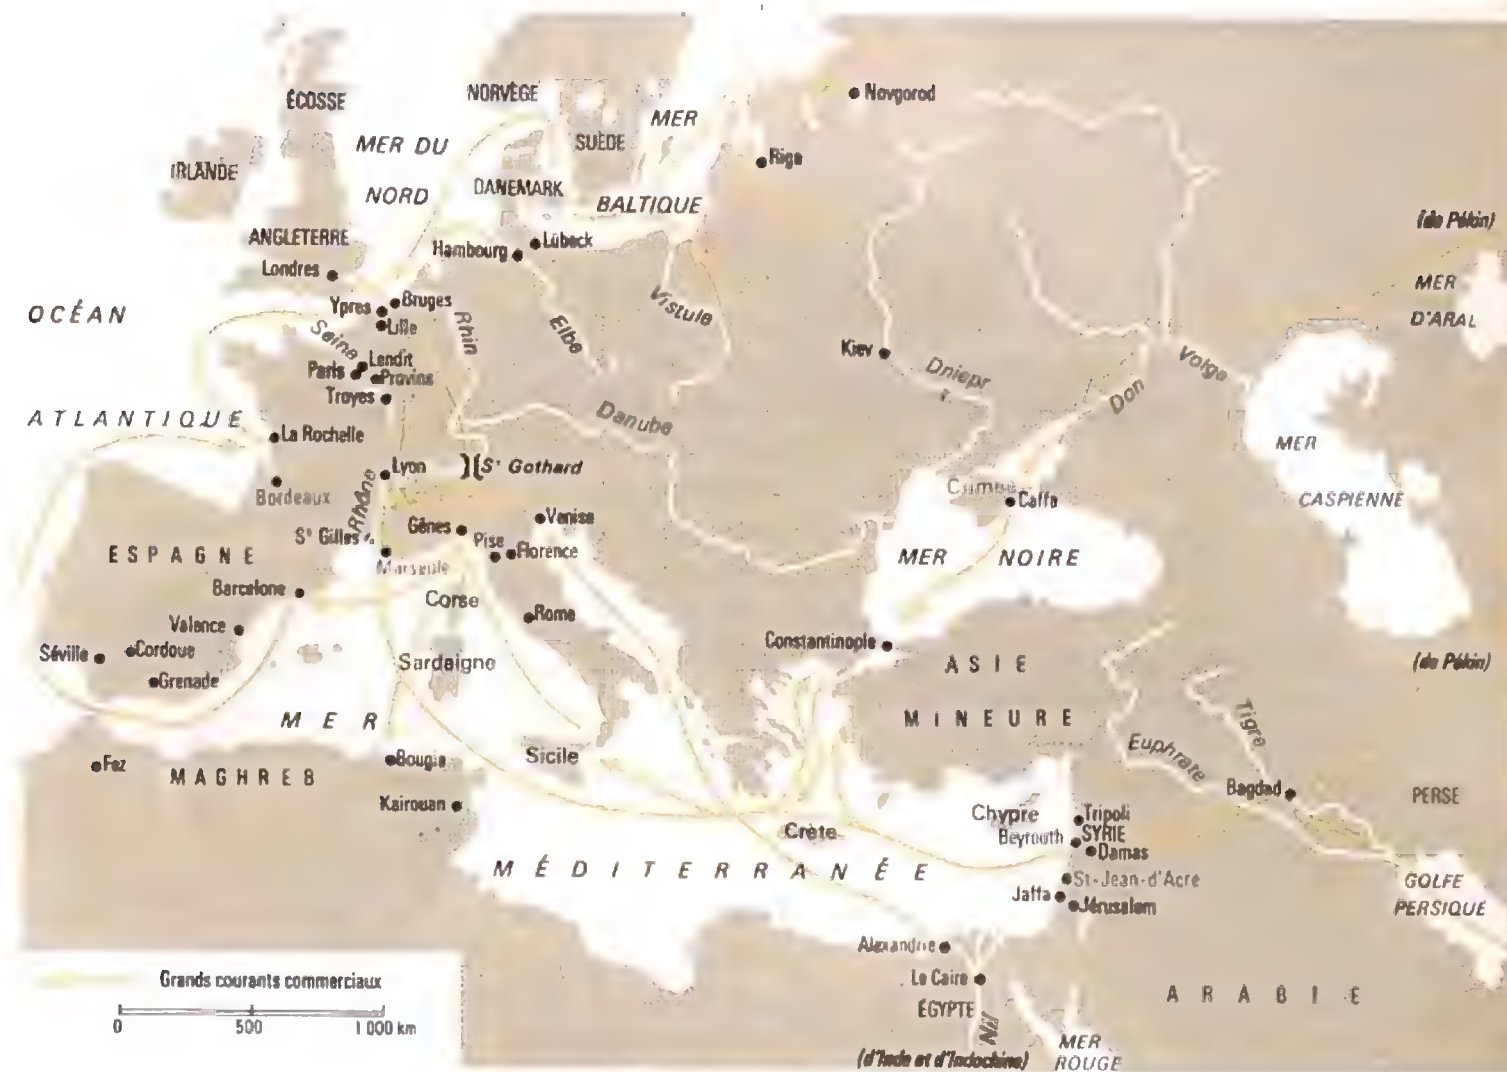 ÉCOSSE
NORVÈGE
MER
Novgorod
MER DU
SUÈDE
Riga
IRLANDE
NORD
DANEMARK
BALTIQUE
(de Pékin)
ANGLETERRE
Hambourg
Lübeck
Londres
MER
Ypres
Bruges
Vistule
OCÉAN
Lille
Rhin
Elbe
D'ARAL
Seine
Lendit
Kiev
Volga
Paris
Provins
Dniepr
Troyes
Don
ATLANTIQUE
Danube
La Rochelle
MER
Lyon
St Gothard
Bordeaux
Rhône
Crimée
Caffa
CASPIENNE
Gênes
Venise
St Gilles
Pise
Florence
ESPAGNE
Marseille
MER NOIRE
Barcelone
Corse
Rome
Valence
Constantinople
Séville
Cordoue
Sardaigne
ASIE
(de Pékin)
Grenade
MER
MINEURE
Tigre
Euphrate
Fez
MAGHREB
Bougie
Sicile
Bagdad
PERSE
Kairouan
Chypre
Tripoli
Crète
Beyrouth
SYRIE
Damas
MÉDITERRANÉE
St-Jean-d'Acre
GOLFE
Jaffa
Jérusalem
PERSIQUE
Alexandrie
Grands courants commerciaux
Le Caire
ARABIE
ÉGYPTE
0 500 1 000 km
Nil
MER
(d'Inde et d'Indochine)
ROUGE